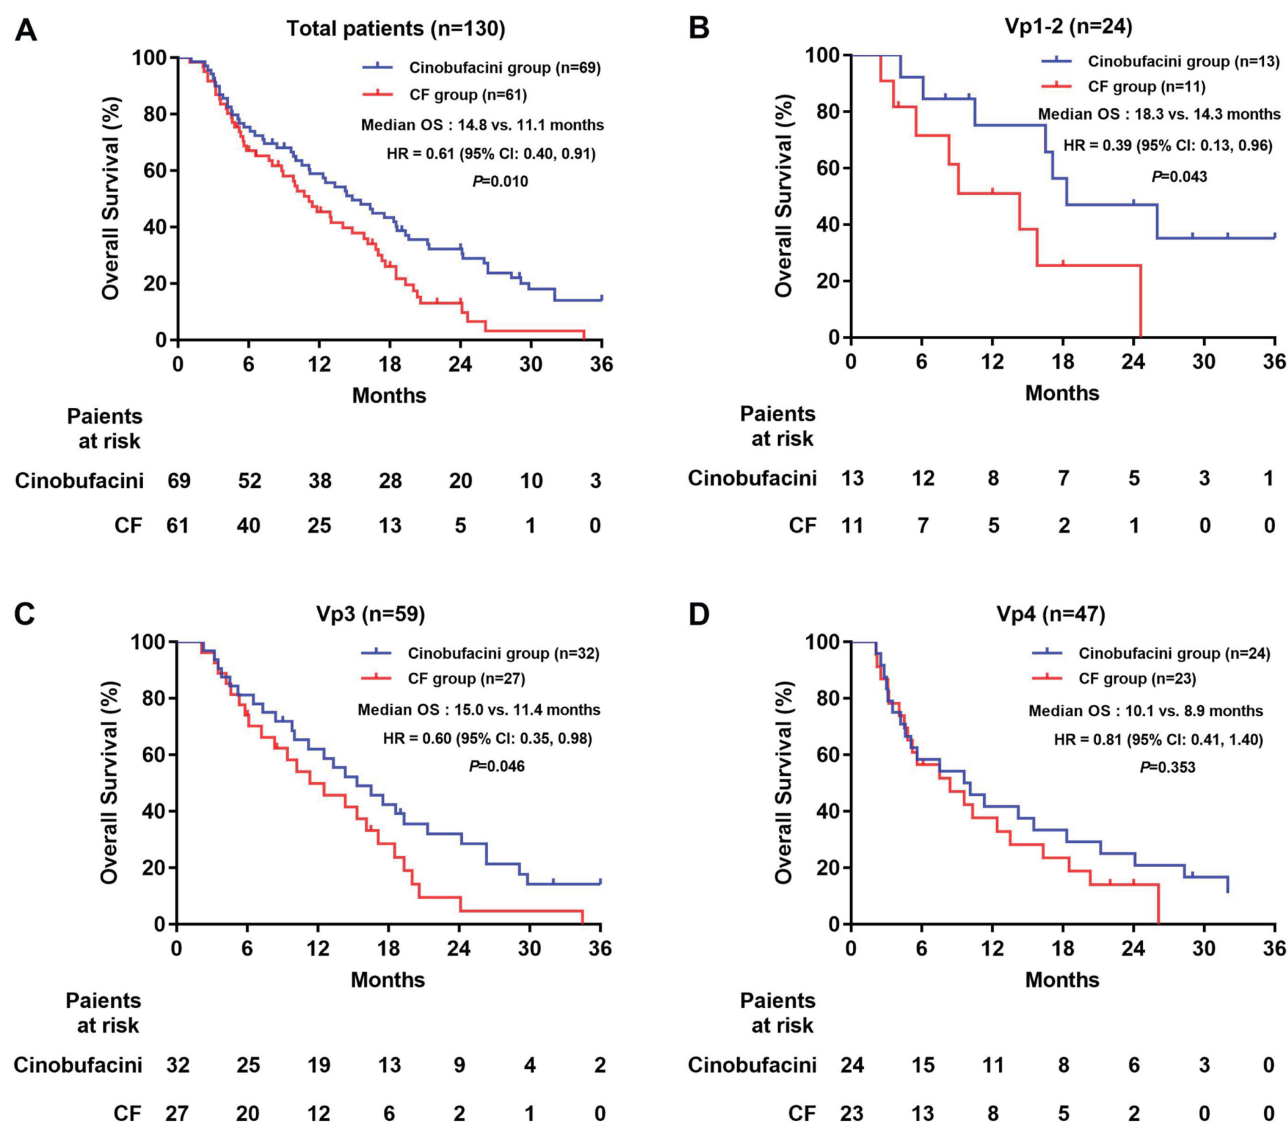 A
Total patients (n=130)
Cinobufacini group (n=69)
CF group (n=61)
Median OS : 14.8 vs. 11.1 months
HR = 0.61 (95% CI: 0.40, 0.91)
P=0.010
Overall Survival (%)
100
80
60
40
20
0
0 6 12 18 24 30 36
Months
Paients
at risk
Cinobufacini 69 52 38 28 20 10 3
CF 61 40 25 13 5 1 0
B
Vp1-2 (n=24)
Cinobufacini group (n=13)
CF group (n=11)
Median OS : 18.3 vs. 14.3 months
HR = 0.39 (95% CI: 0.13, 0.96)
P=0.043
Overall Survival (%)
100
80
60
40
20
0
0 6 12 18 24 30 36
Months
Paients
at risk
Cinobufacini 13 12 8 7 5 3 1
CF 11 7 5 2 1 0 0
C
Vp3 (n=59)
Cinobufacini group (n=32)
CF group (n=27)
Median OS : 15.0 vs. 11.4 months
HR = 0.60 (95% CI: 0.35, 0.98)
P=0.046
Overall Survival (%)
100
80
60
40
20
0
0 6 12 18 24 30 36
Months
Paients
at risk
Cinobufacini 32 25 19 13 9 4 2
CF 27 20 12 6 2 1 0
D
Vp4 (n=47)
Cinobufacini group (n=24)
CF group (n=23)
Median OS : 10.1 vs. 8.9 months
HR = 0.81 (95% CI: 0.41, 1.40)
P=0.353
Overall Survival (%)
100
80
60
40
20
0
0 6 12 18 24 30 36
Months
Paients
at risk
Cinobufacini 24 15 11 8 6 3 0
CF 23 13 8 5 2 0 0